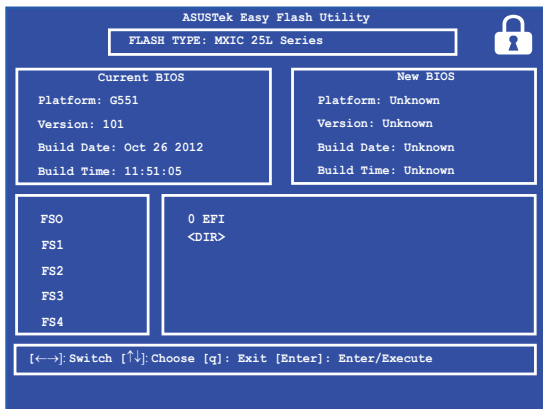 ASUSTek Easy Flash Utility
FLASH TYPE: MXIC 25L Series
Current BIOS
Platform: G551
Version: 101
Build Date: Oct 26 2012
Build Time: 11:51:05
New BIOS
Platform: Unknown
Version: Unknown
Build Date: Unknown
Build Time: Unknown
FSO
FS1
FS2
FS3
FS4
0 EFI
<DIR>
[←→]: Switch [↑↓]: Choose [q]: Exit [Enter]: Enter/Execute